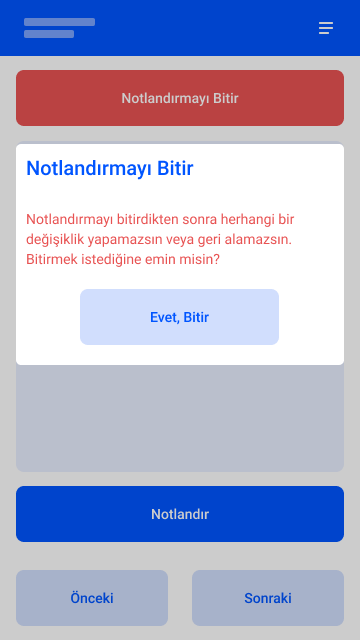 Notlandırmayı Bitir
Notlandırmayı Bitir
Notlandırmayı bitirdikten sonra herhangi bir
değişiklik yapamazsın veya geri alamazsın.
Bitirmek istediğine emin misin?
Evet, Bitir
Notlandır
Önceki
Sonraki